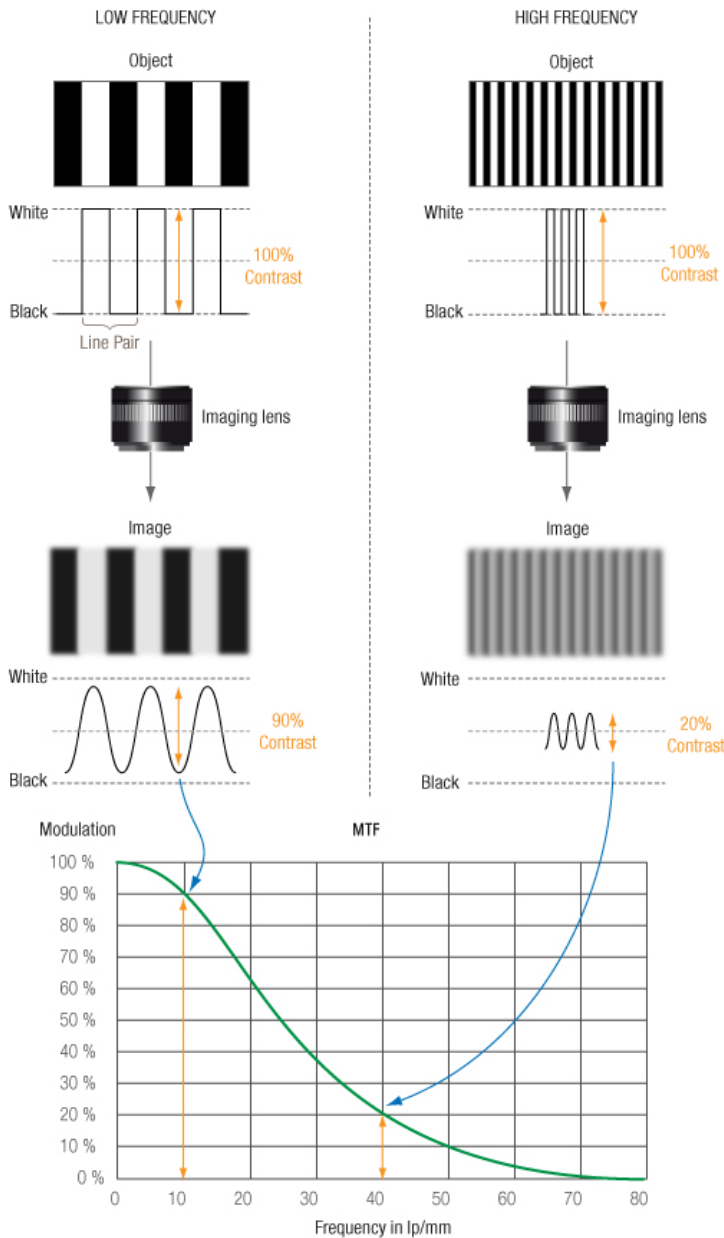 LOW FREQUENCY
Object
White
100%
Contrast
Black
Line Pair
Imaging lens
Image
White
90%
Contrast
Black
HIGH FREQUENCY
Object
White
100%
Contrast
Black
Imaging lens
Image
White
20%
Contrast
Black
Modulation
MTF
100 %
90 %
80 %
70 %
60 %
50 %
40 %
30 %
20 %
10 %
0 %
0 10 20 30 40 50 60 70 80
Frequency in lp/mm